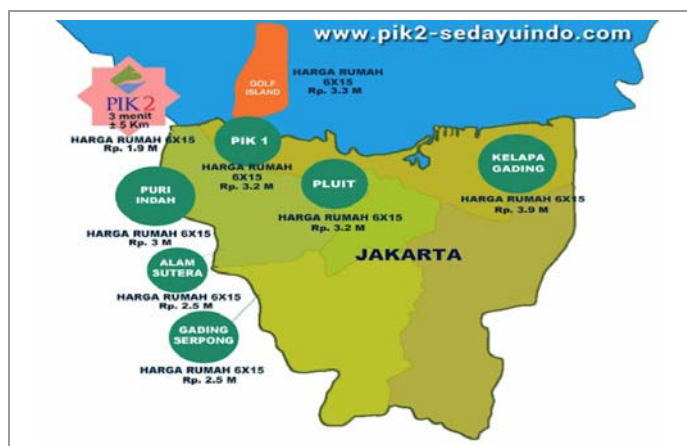 www.pik2-sedayuindo.com
GOLF
ISLAND
HARGA RUMAH
6X15
Rp. 3.3 M
PIK 2
3 menit
± 5 Km
HARGA RUMAH 6X15
Rp. 1.9 M
PIK 1
HARGA RUMAH
6X15
Rp. 3.2 M
PLUIT
HARGA RUMAH 6X15
Rp. 3.2 M
KELAPA
GADING
HARGA RUMAH 6X15
Rp. 3.9 M
PURI
INDAH
HARGA RUMAH 6X15
Rp. 3 M
JAKARTA
ALAM
SUTERA
HARGA RUMAH 6X15
Rp. 2.5 M
GADING
SERPONG
HARGA RUMAH 6X15
Rp. 2.5 M